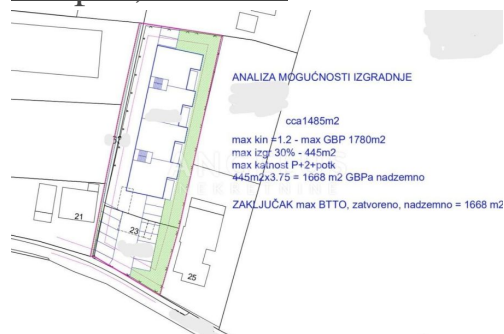 ANALIZA MOGUĆNOSTI IZGRADNJE
cca1485m2
max kin =1.2 - max GBP 1780m2
max izgr 30% - 445m2
max katnost P+2+potk
445m2x3.75 = 1668 m2 GBPa nadzemno
ZAKLJUČAK max BTTO, zatvoreno, nadzemno = 1668 m2
21
23
25